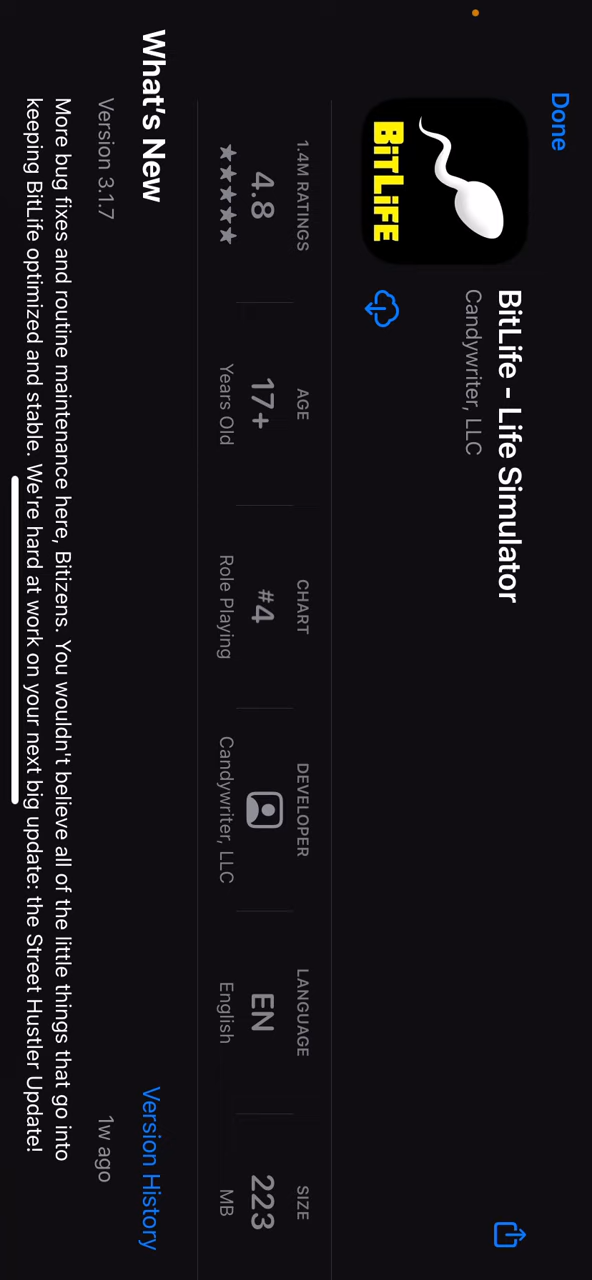 Done
BiTLiFE
BitLife - Life Simulator
Candywriter, LLC
1.4M RATINGS
4.8
AGE
17+
Years Old
CHART
#4
Role Playing
DEVELOPER
Candywriter, LLC
LANGUAGE
EN
English
SIZE
223
MB
What's New
Version History
Version 3.1.7
1w ago
More bug fixes and routine maintenance here, Bitizens. You wouldn't believe all of the little things that go into
keeping BitLife optimized and stable. We're hard at work on your next big update: the Street Hustler Update!